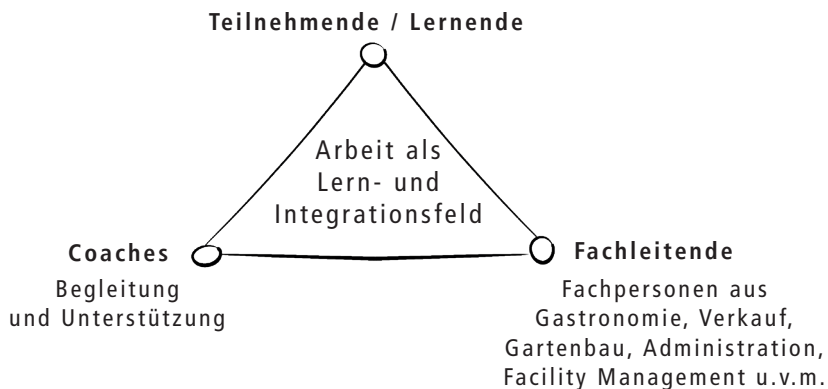 Teilnehmende / Lernende
Arbeit als
Lern- und
Integrationsfeld
Coaches
Begleitung
und Unterstützung
Fachleitende
Fachpersonen aus
Gastronomie, Verkauf,
Gartenbau, Administration,
Facility Management u.v.m.